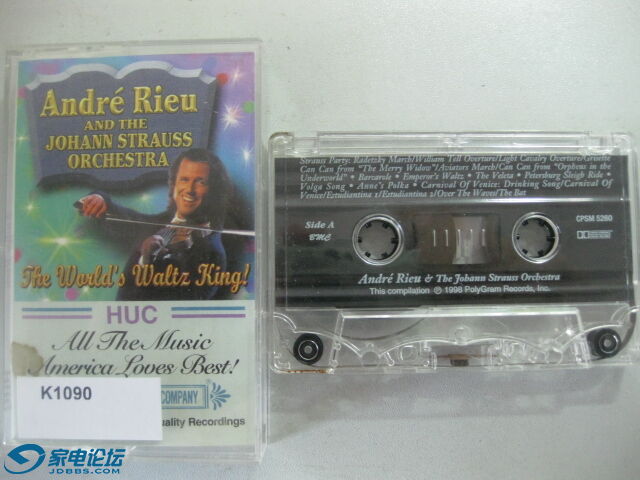 André Rieu
AND THE
JOHANN STRAUSS
ORCHESTRA
The World's Waltz King!
HUC
All The Music
America Loves Best!
K1090
COMPANY
uality Recordings
家电论坛
JDBBS.COM
Strauss Party: Radetzky March/William Tell Overture/Light Cavalry Overture/Grisette
Can Can from "The Merry Widow"/Aviators March/Can Can from "Orpheus in the
Underworld" • Barcarole • Emperor's Waltz • The Veleta • Petersburg Sleigh Ride •
Volga Song • Anne's Polka • Carnival Of Venice: Drinking Song/Carnival Of
Venice/Estudiantina 1/Estudiantina 2/Over The Waves/The Bat
Side A
BMC
CPSM 5260
DOLBY
André Rieu & The Johann Strauss Orchestra
This compilation ℗ 1998 PolyGram Records, Inc.